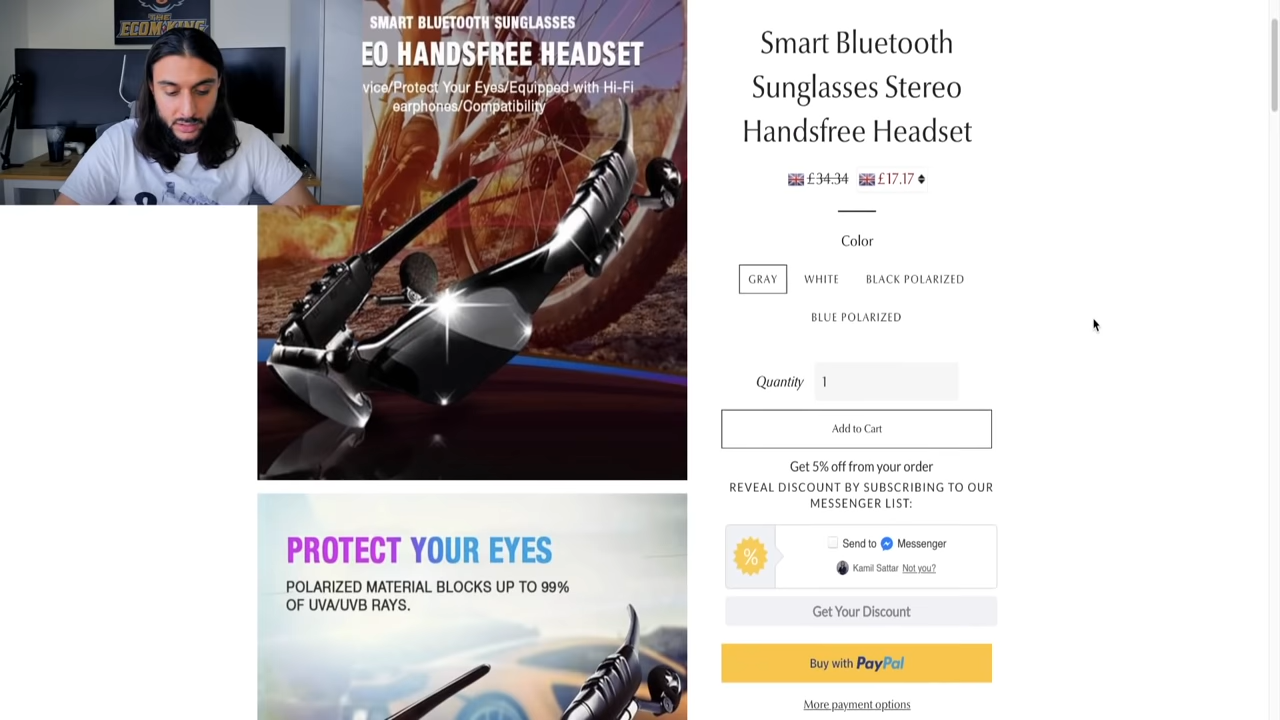 ECOM KING
SMART BLUETOOTH SUNGLASSES
EO HANDSFREE HEADSET
vice/Protect Your Eyes/Equipped with Hi-Fi
earphones/Compatibility
PROTECT YOUR EYES
POLARIZED MATERIAL BLOCKS UP TO 99%
OF UVA/UVB RAYS.
Smart Bluetooth
Sunglasses Stereo
Handsfree Headset
£34.34 £17.17
Color
GRAY WHITE BLACK POLARIZED
BLUE POLARIZED
Quantity 1
Add to Cart
Get 5% off from your order
REVEAL DISCOUNT BY SUBSCRIBING TO OUR
MESSENGER LIST:
% Send to Messenger
Kamil Sattar Not you?
Get Your Discount
Buy with PayPal
More payment options